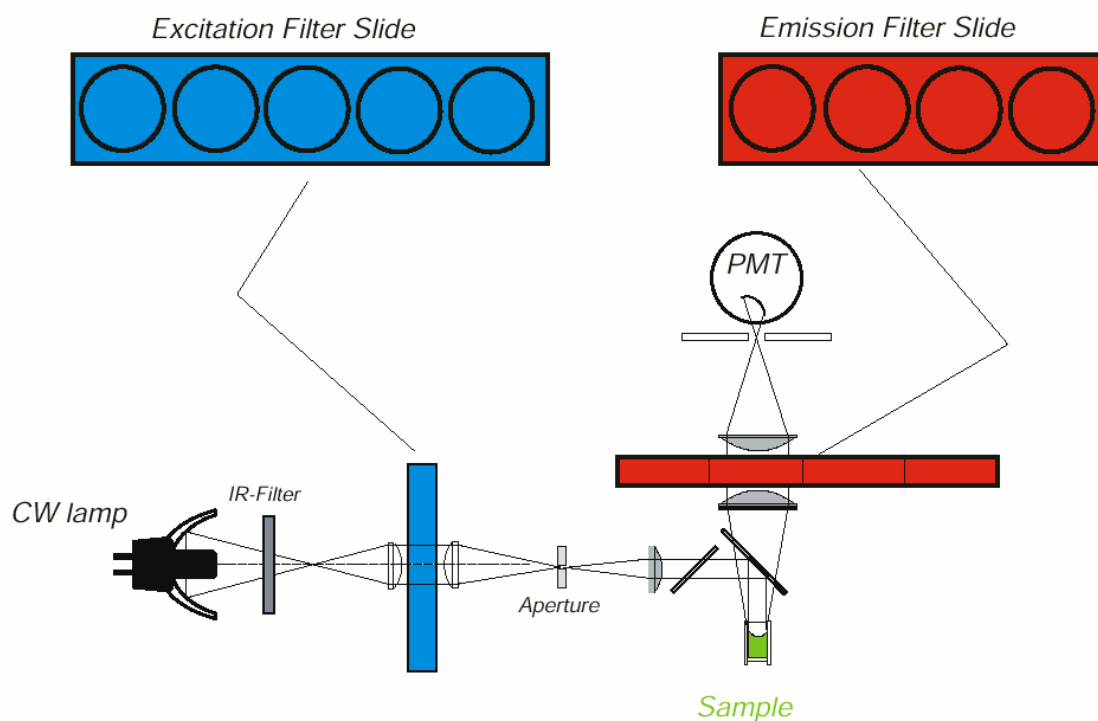 Excitation Filter Slide
Emission Filter Slide
PMT
IR-Filter
CW lamp
Aperture
Sample